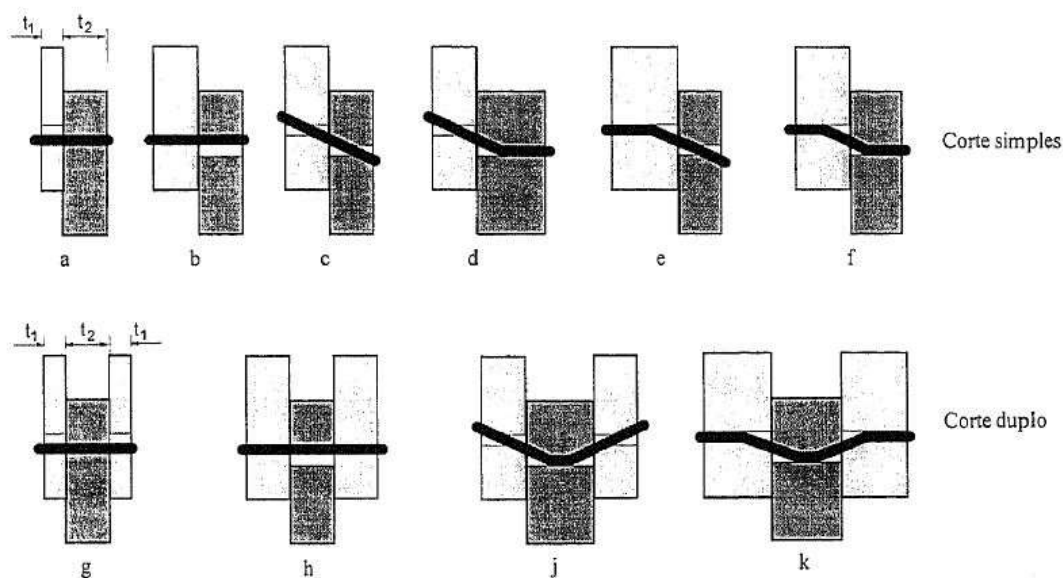 t1 t2
Corte simples
a b c d e f
t1 t2 t1
Corte duplo
g h j k